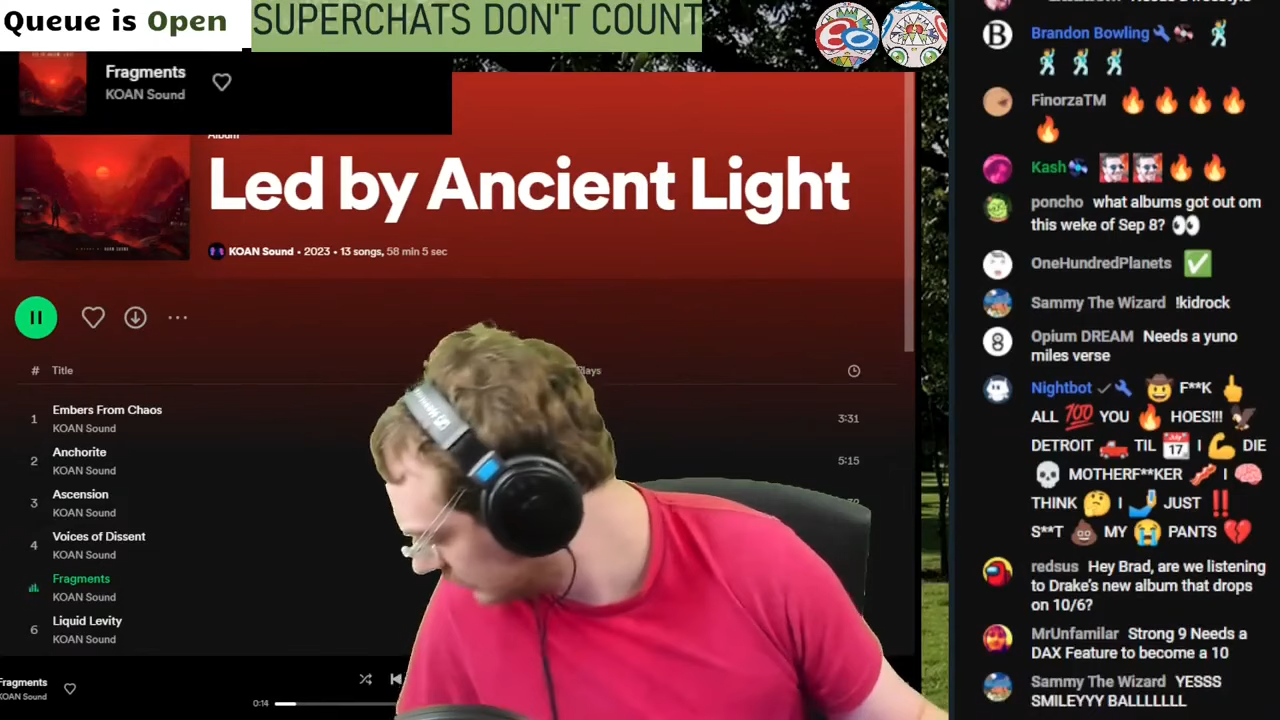 Queue is Open
SUPERCHATS DON'T COUNT
Fragments
KOAN Sound
Album
Led by Ancient Light
KOAN Sound • 2023 • 13 songs, 58 min 5 sec
# Title Plays
1 Embers From Chaos 3:31
KOAN Sound
2 Anchorite 5:15
KOAN Sound
3 Ascension
KOAN Sound
4 Voices of Dissent
KOAN Sound
Fragments
KOAN Sound
6 Liquid Levity
KOAN Sound
Fragments
KOAN Sound
0:14
Brandon Bowling
FinorzaTM
Kash
poncho what albums got out om
this weke of Sep 8?
OneHundredPlanets
Sammy The Wizard !kidrock
Opium DREAM Needs a yuno
miles verse
Nightbot F**K
ALL 💯 YOU HOES!!!
DETROIT TIL I DIE
MOTHERF**KER I
THINK I JUST ‼
S**T MY PANTS
redsus Hey Brad, are we listening
to Drake's new album that drops
on 10/6?
MrUnfamilar Strong 9 Needs a
DAX Feature to become a 10
Sammy The Wizard YESSS
SMILEYYY BALLLLLLL